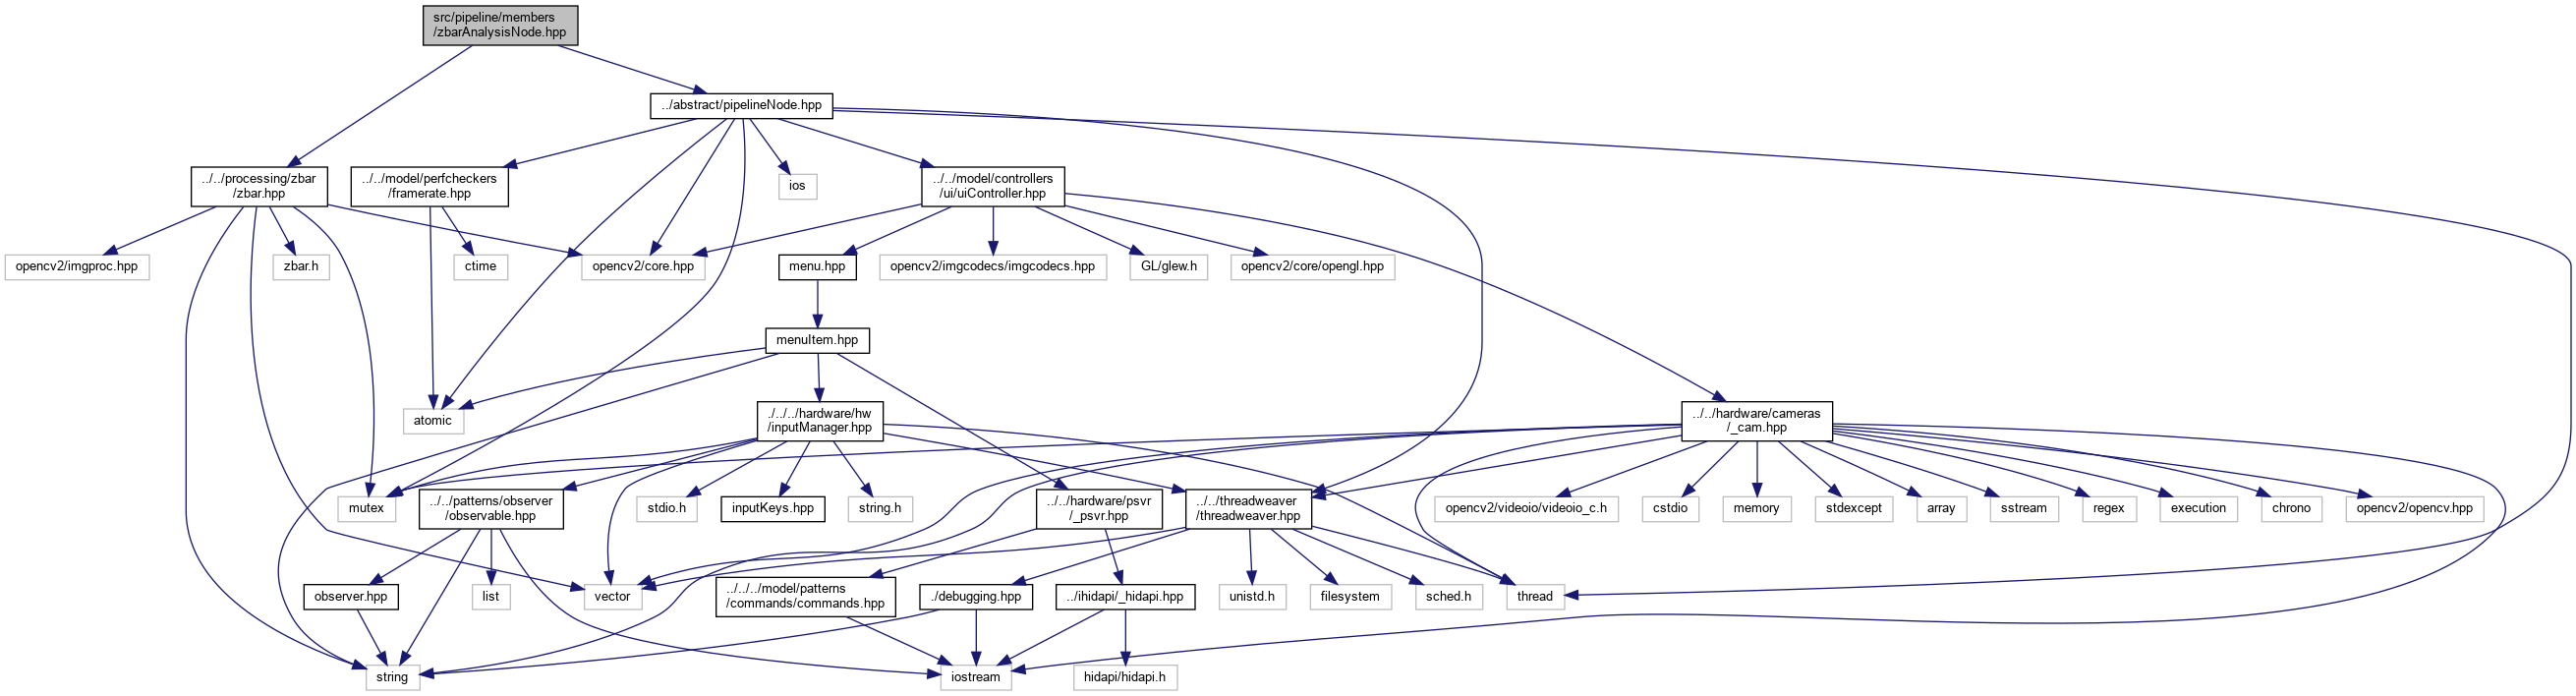 src/pipeline/members
/zbarAnalysisNode.hpp
../abstract/pipelineNode.hpp
../../processing/zbar
/zbar.hpp
../../model/perfcheckers
/framerate.hpp
ios
../../model/controllers
/ui/uiController.hpp
opencv2/imgproc.hpp
zbar.h
ctime
opencv2/core.hpp
menu.hpp
opencv2/imgcodecs/imgcodecs.hpp
GL/glew.h
opencv2/core/opengl.hpp
menuItem.hpp
atomic
./../../hardware/hw
/inputManager.hpp
../../hardware/cameras
/_cam.hpp
mutex
../../patterns/observer
/observable.hpp
stdio.h
inputKeys.hpp
string.h
../../hardware/psvr
/_psvr.hpp
../../threadweaver
/threadweaver.hpp
opencv2/videoio/videoio_c.h
cstdio
memory
stdexcept
array
sstream
regex
execution
chrono
opencv2/opencv.hpp
observer.hpp
list
vector
../../../model/patterns
/commands/commands.hpp
./debugging.hpp
../ihidapi/_hidapi.hpp
unistd.h
filesystem
sched.h
thread
string
iostream
hidapi/hidapi.h